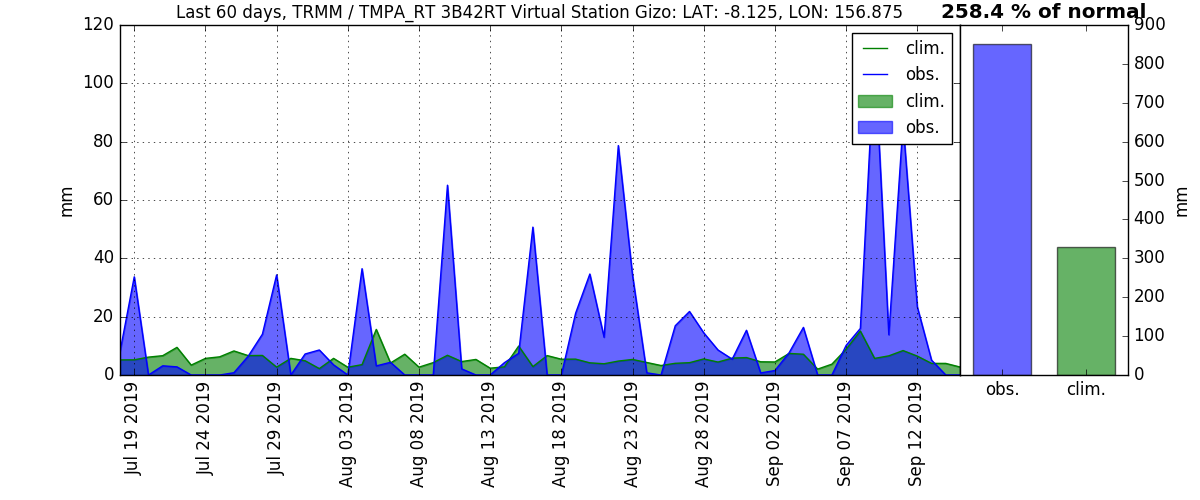 Last 60 days, TRMM / TMPA_RT 3B42RT Virtual Station Gizo: LAT: -8.125, LON: 156.875
258.4 % of normal
120
100
80
60
40
20
0
mm
clim.
obs.
clim.
obs.
Jul 19 2019
Jul 24 2019
Jul 29 2019
Aug 03 2019
Aug 08 2019
Aug 13 2019
Aug 18 2019
Aug 23 2019
Aug 28 2019
Sep 02 2019
Sep 07 2019
Sep 12 2019
900
800
700
600
500
400
300
200
100
0
mm
obs.
clim.